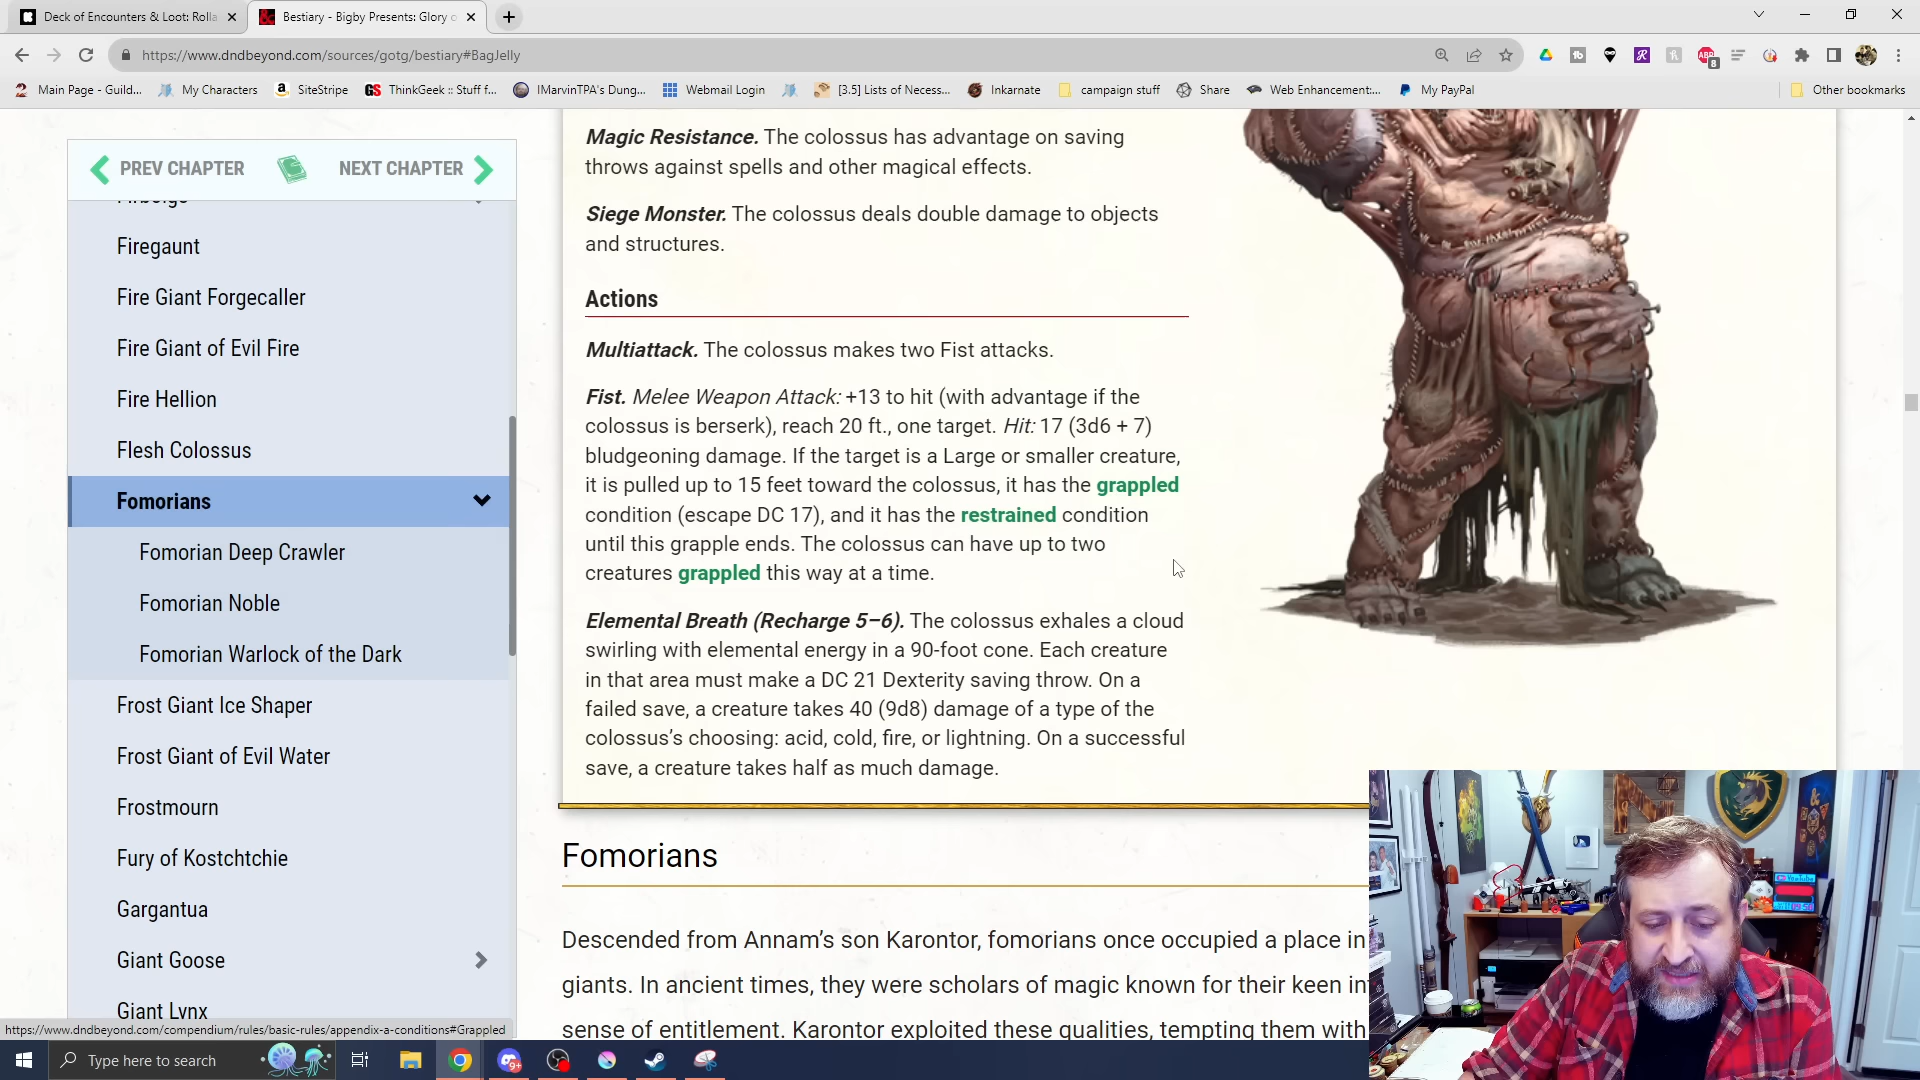 Deck of Encounters & Loot: Rolla
Bestiary - Bigby Presents: Glory o
https://www.dndbeyond.com/sources/gotg/bestiary#BagJelly
ABP
8
Main Page - Guild...
My Characters
SiteStripe
ThinkGeek :: Stuff f...
IMarvinTPA's Dung...
Webmail Login
[3.5] Lists of Necess...
Inkarnate
campaign stuff
Share
Web Enhancement:...
My PayPal
Other bookmarks
PREV CHAPTER
NEXT CHAPTER
Firbolgs
Firegaunt
Fire Giant Forgecaller
Fire Giant of Evil Fire
Fire Hellion
Flesh Colossus
Fomorians
Fomorian Deep Crawler
Fomorian Noble
Fomorian Warlock of the Dark
Frost Giant Ice Shaper
Frost Giant of Evil Water
Frostmourn
Fury of Kostchtchie
Gargantua
Giant Goose
Giant Lynx
Magic Resistance. The colossus has advantage on saving
throws against spells and other magical effects.
Siege Monster. The colossus deals double damage to objects
and structures.
Actions
Multiattack. The colossus makes two Fist attacks.
Fist. Melee Weapon Attack: +13 to hit (with advantage if the
colossus is berserk), reach 20 ft., one target. Hit: 17 (3d6 + 7)
bludgeoning damage. If the target is a Large or smaller creature,
it is pulled up to 15 feet toward the colossus, it has the grappled
condition (escape DC 17), and it has the restrained condition
until this grapple ends. The colossus can have up to two
creatures grappled this way at a time.
Elemental Breath (Recharge 5–6). The colossus exhales a cloud
swirling with elemental energy in a 90-foot cone. Each creature
in that area must make a DC 21 Dexterity saving throw. On a
failed save, a creature takes 40 (9d8) damage of a type of the
colossus's choosing: acid, cold, fire, or lightning. On a successful
save, a creature takes half as much damage.
Fomorians
Descended from Annam's son Karontor, fomorians once occupied a place in
giants. In ancient times, they were scholars of magic known for their keen in
sense of entitlement. Karontor exploited these qualities, tempting them with
https://www.dndbeyond.com/compendium/rules/basic-rules/appendix-a-conditions#Grappled
Type here to search
YouTube